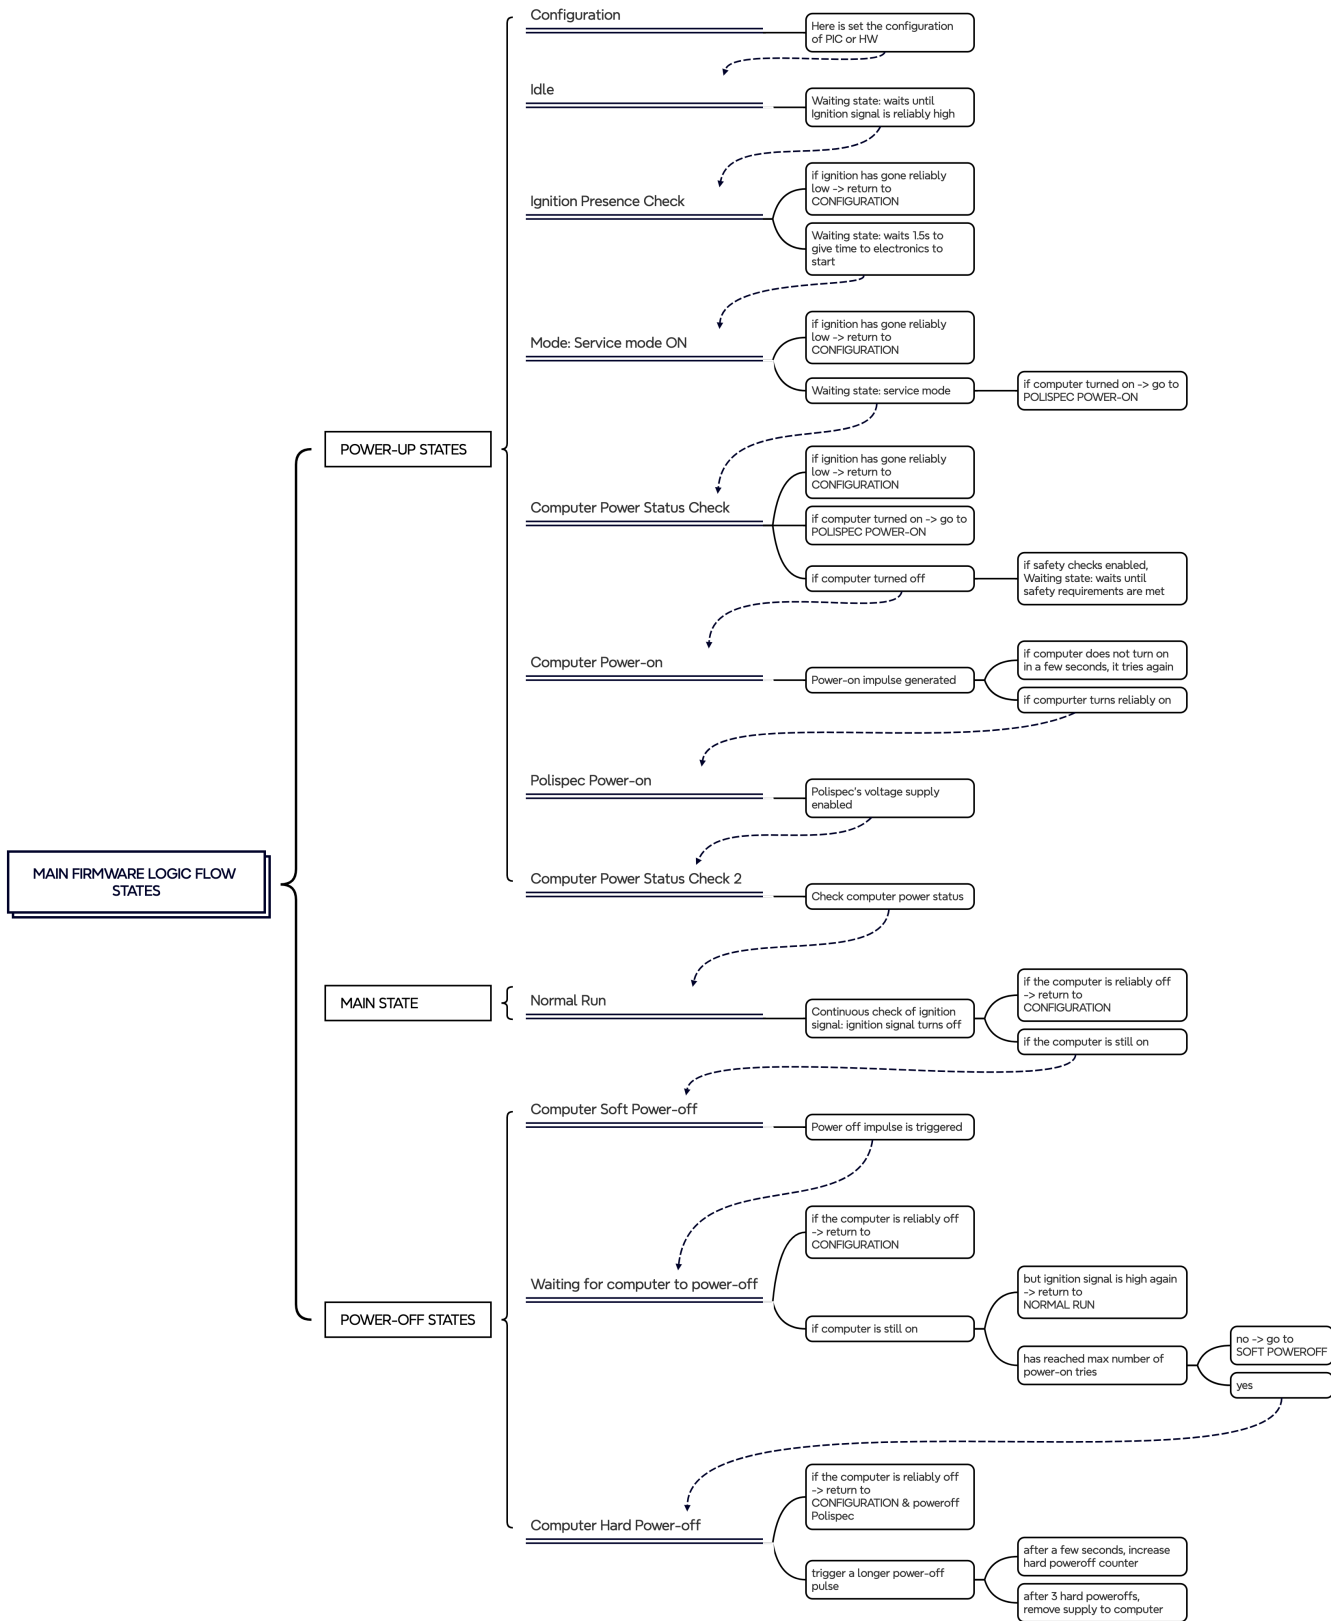 Configuration
Here is set the configuration
of PIC or HW
Idle
Waiting state: waits until
Ignition signal is reliably high
if ignition has gone reliably
low -> return to
CONFIGURATION
Ignition Presence Check
Waiting state: waits 1.5s to
give time to electronics to
start
if ignition has gone reliably
low -> return to
CONFIGURATION
Mode: Service mode ON
Waiting state: service mode
if computer turned on -> go to
POLISPEC POWER-ON
POWER-UP STATES
if ignition has gone reliably
low -> return to
CONFIGURATION
Computer Power Status Check
if computer turned on -> go to
POLISPEC POWER-ON
if computer turned off
if safety checks enabled,
Waiting state: waits until
safety requirements are met
Computer Power-on
Power-on impulse generated
if computer does not turn on
in a few seconds, it tries again
if compurter turns reliably on
Polispec Power-on
Polispec's voltage supply
enabled
MAIN FIRMWARE LOGIC FLOW
STATES
Computer Power Status Check 2
Check computer power status
MAIN STATE
Normal Run
Continuous check of ignition
signal: ignition signal turns off
if the computer is reliably off
-> return to
CONFIGURATION
if the computer is still on
Computer Soft Power-off
Power off impulse is triggered
if the computer is reliably off
-> return to
CONFIGURATION
Waiting for computer to power-off
POWER-OFF STATES
if computer is still on
but ignition signal is high again
-> return to
NORMAL RUN
has reached max number of
power-on tries
no -> go to
SOFT POWEROFF
yes
if the computer is reliably off
-> return to
CONFIGURATION & poweroff
Polispec
Computer Hard Power-off
trigger a longer power-off
pulse
after a few seconds, increase
hard poweroff counter
after 3 hard poweroffs,
remove supply to computer